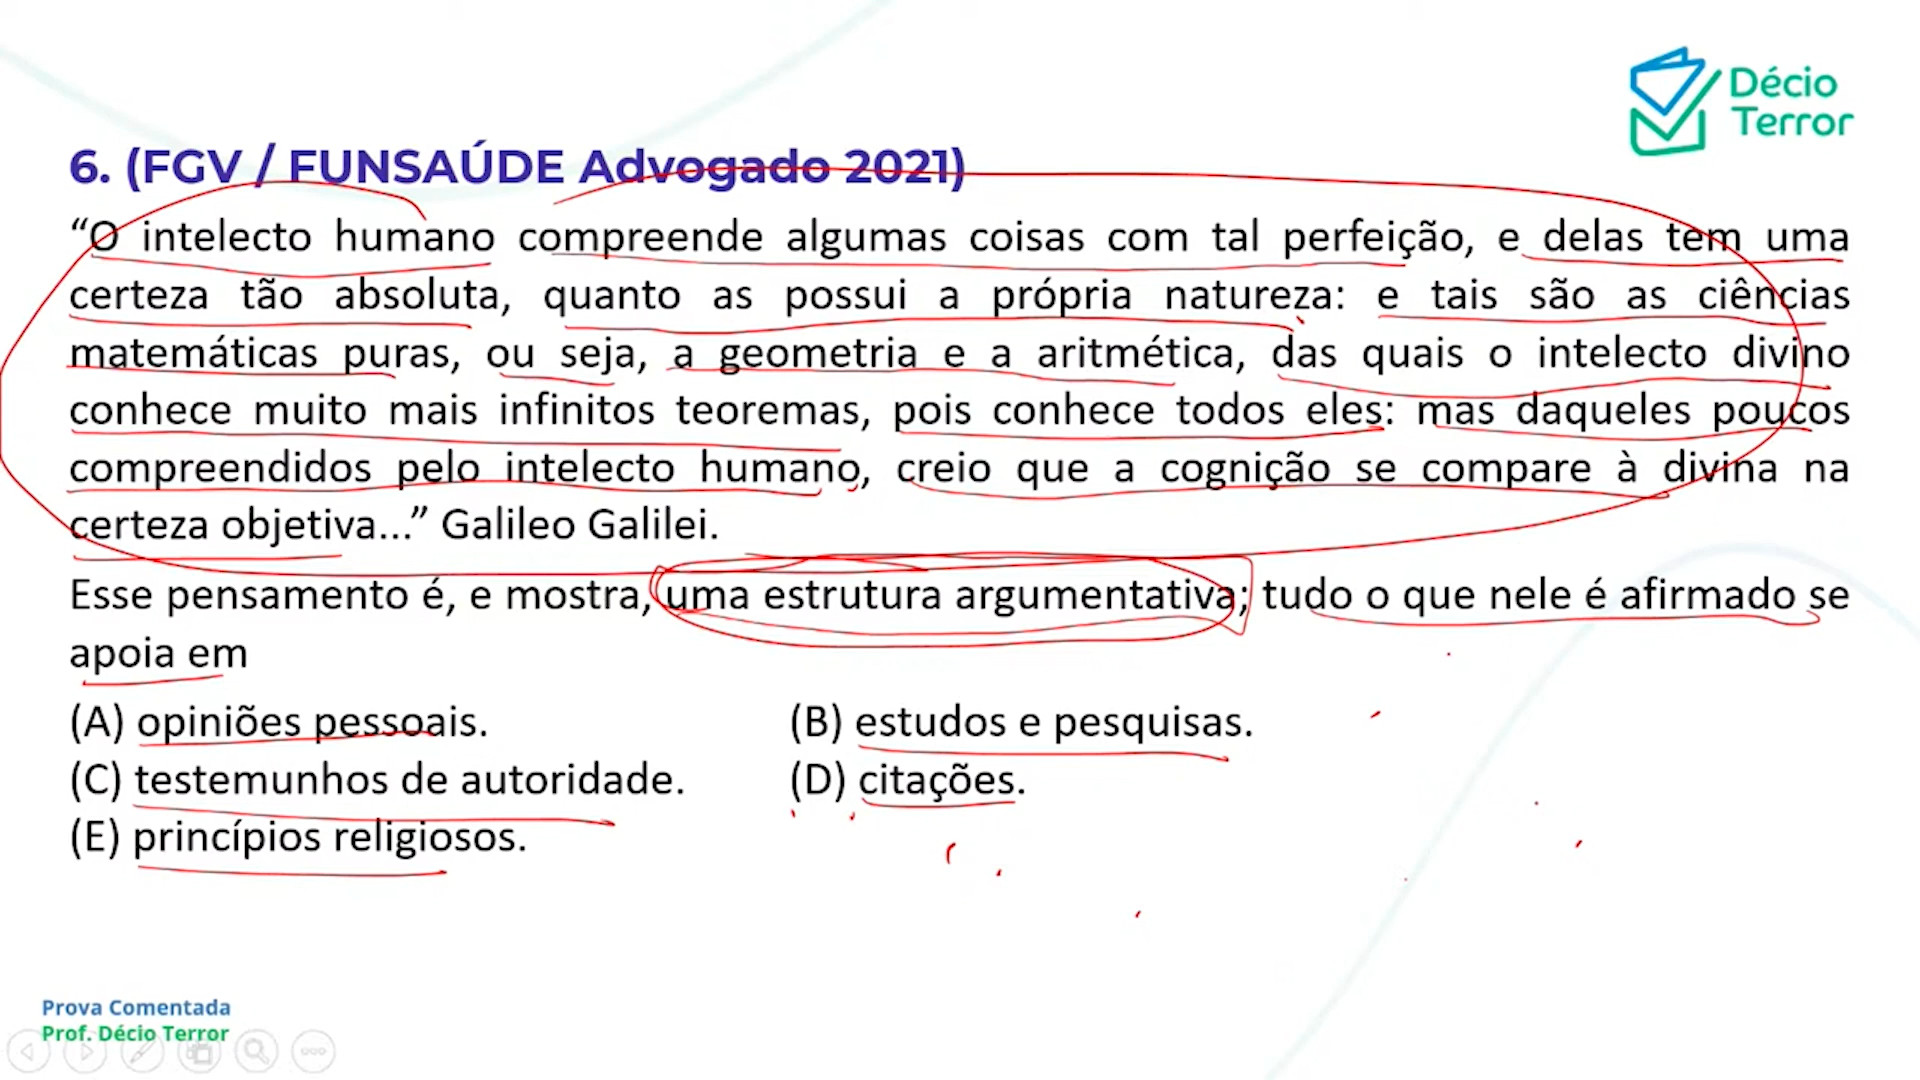 Décio
Terror
6. (FGV / FUNSAÚDE Advogado 2021)
“O intelecto humano compreende algumas coisas com tal perfeição, e delas tem uma
certeza tão absoluta, quanto as possui a própria natureza: e tais são as ciências
matemáticas puras, ou seja, a geometria e a aritmética, das quais o intelecto divino
conhece muito mais infinitos teoremas, pois conhece todos eles: mas daqueles poucos
compreendidos pelo intelecto humano, creio que a cognição se compare à divina na
certeza objetiva...” Galileo Galilei.
Esse pensamento é, e mostra, uma estrutura argumentativa; tudo o que nele é afirmado se
apoia em
(A) opiniões pessoais. (B) estudos e pesquisas.
(C) testemunhos de autoridade. (D) citações.
(E) princípios religiosos.
Prova Comentada
Prof. Décio Terror